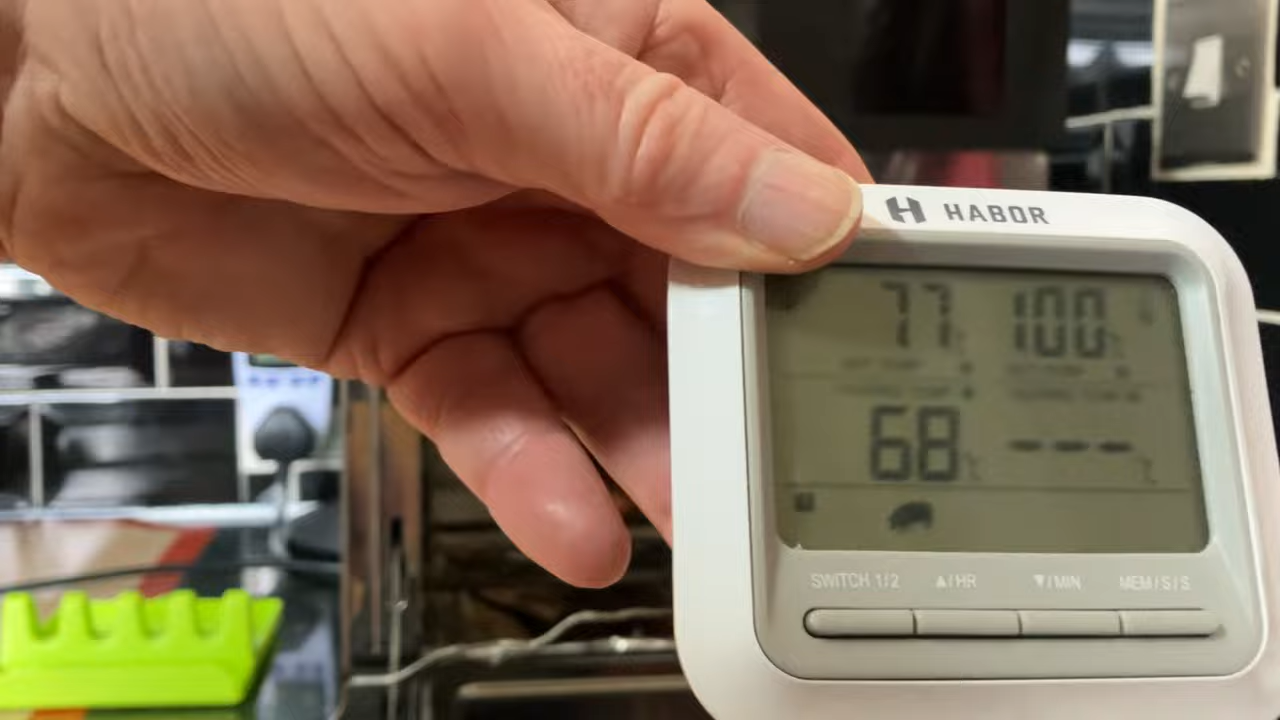 HABOR
77 100
68 °C ---
SWITCH 1/2 ▲/HR ▼/MIN MEM/S/S